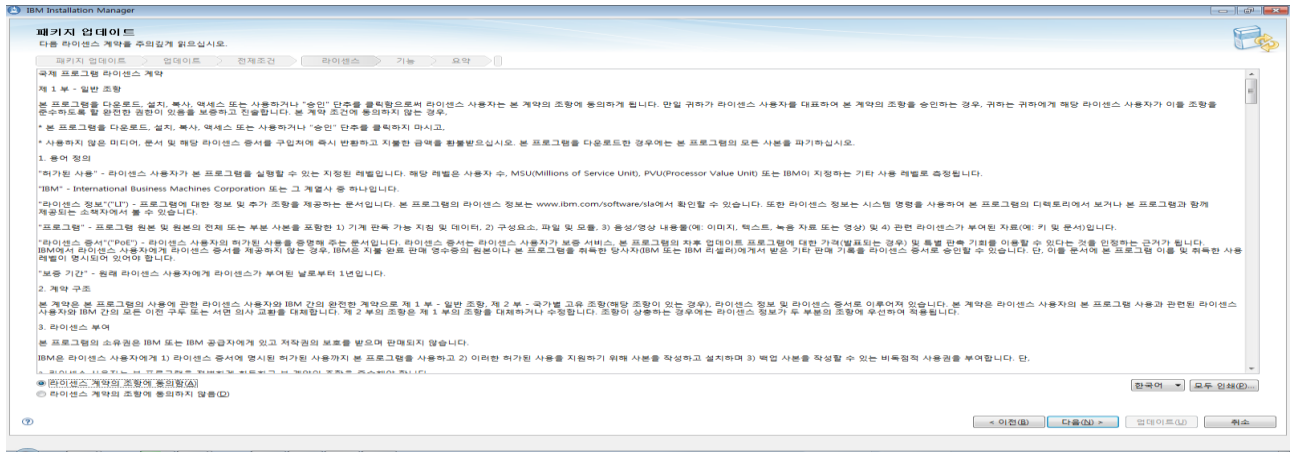 IBM Installation Manager
패키지 업데이트
다음 라이센스 계약을 주의깊게 읽으십시오.
패키지 업데이트 업데이트 전제조건 라이센스 기능 요약
국제 프로그램 라이센스 계약
제 1 부 - 일반 조항
본 프로그램을 다운로드, 설치, 복사, 액세스 또는 사용하거나 "승인" 단추를 클릭함으로써 라이센스 사용자는 본 계약의 조항에 동의하게 됩니다. 만일 귀하가 라이센스 사용자를 대표하여 본 계약의 조항을 승인하는 경우, 귀하는 귀하에게 해당 라이센스 사용자가 이들 조항을
준수하도록 할 완전한 권한이 있음을 보증하고 진술합니다. 본 계약 조건에 동의하지 않는 경우,
* 본 프로그램을 다운로드, 설치, 복사, 액세스 또는 사용하거나 "승인" 단추를 클릭하지 마시고,
* 사용하지 않은 미디어, 문서 및 해당 라이센스 증서를 구입처에 즉시 반환하고 지불한 금액을 환불받으십시오. 본 프로그램을 다운로드한 경우에는 본 프로그램의 모든 사본을 파기하십시오.
1. 용어 정의
"허가된 사용" - 라이센스 사용자가 본 프로그램을 실행할 수 있는 지정된 레벨입니다. 해당 레벨은 사용자 수, MSU(Millions of Service Unit), PVU(Processor Value Unit) 또는 IBM이 지정하는 기타 사용 레벨로 측정됩니다.
"IBM" - International Business Machines Corporation 또는 그 계열사 중 하나입니다.
"라이센스 정보"("LI") - 프로그램에 대한 정보 및 추가 조항을 제공하는 문서입니다. 본 프로그램의 라이센스 정보는 www.ibm.com/software/sla에서 확인할 수 있습니다. 또한 라이센스 정보는 시스템 명령을 사용하여 본 프로그램의 디렉토리에서 보거나 본 프로그램과 함께
제공되는 소책자에서 볼 수 있습니다.
"프로그램" - 프로그램 원본 및 원본의 전체 또는 부분 사본을 포함한 1) 기계 판독 가능 지침 및 데이터, 2) 구성요소, 파일 및 모듈, 3) 음성/영상 내용물(예: 이미지, 텍스트, 녹음 자료 또는 영상) 및 4) 관련 라이센스가 부여된 자료(예: 키 및 문서)입니다.
"라이센스 증서"("PoE") - 라이센스 사용자의 허가된 사용을 증명해 주는 문서입니다. 라이센스 증서는 라이센스 사용자가 보증 서비스, 본 프로그램의 차후 업데이트 프로그램에 대한 가격(발표되는 경우) 및 특별 판촉 기회를 이용할 수 있다는 것을 인정하는 근거가 됩니다.
IBM에서 라이센스 사용자에게 라이센스 증서를 제공하지 않는 경우, IBM은 지불 완료 판매 영수증의 원본이나 본 프로그램을 취득한 당사자(IBM 또는 IBM 리셀러)에게서 받은 기타 판매 기록을 라이센스 증서로 승인할 수 있습니다. 단, 이들 문서에 본 프로그램 이름 및 취득한 사용
레벨이 명시되어 있어야 합니다.
"보증 기간" - 원래 라이센스 사용자에게 라이센스가 부여된 날로부터 1년입니다.
2. 계약 구조
본 계약은 본 프로그램의 사용에 관한 라이센스 사용자와 IBM 간의 완전한 계약으로 제 1 부 - 일반 조항, 제 2 부 - 국가별 고유 조항(해당 조항이 있는 경우), 라이센스 정보 및 라이센스 증서로 이루어져 있습니다. 본 계약은 라이센스 사용자의 본 프로그램 사용과 관련된 라이센스
사용자와 IBM 간의 모든 이전 구두 또는 서면 의사 교환을 대체합니다. 제 2 부의 조항은 제 1 부의 조항을 대체하거나 수정합니다. 조항이 상충하는 경우에는 라이센스 정보가 두 부분의 조항에 우선하여 적용됩니다.
3. 라이센스 부여
본 프로그램의 소유권은 IBM 또는 IBM 공급자에게 있고 저작권의 보호를 받으며 판매되지 않습니다.
IBM은 라이센스 사용자에게 1) 라이센스 증서에 명시된 허가된 사용까지 본 프로그램을 사용하고 2) 이러한 허가된 사용을 지원하기 위해 사본을 작성하고 설치하며 3) 백업 사본을 작성할 수 있는 비독점적 사용권을 부여합니다. 단,
라이센스 계약의 조항에 동의함(A)
한국어 모두 인쇄(P)...
라이센스 계약의 조항에 동의하지 않음(D)
< 이전(B) 다음(N) > 업데이트(U) 취소